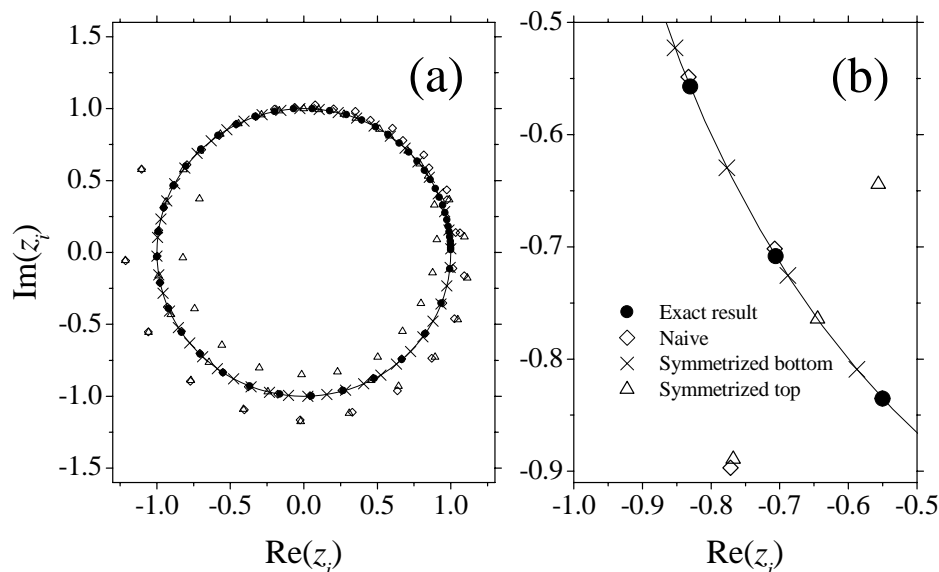 (a)
1.5
1.0
0.5
0.0
-0.5
-1.0
-1.5
Im(z_i)
-1.0 -0.5 0.0 0.5 1.0
Re(z_i)
(b)
-0.5
-0.6
-0.7
-0.8
-0.9
Exact result
Naive
Symmetrized bottom
Symmetrized top
-1.0 -0.9 -0.8 -0.7 -0.6 -0.5
Re(z_i)